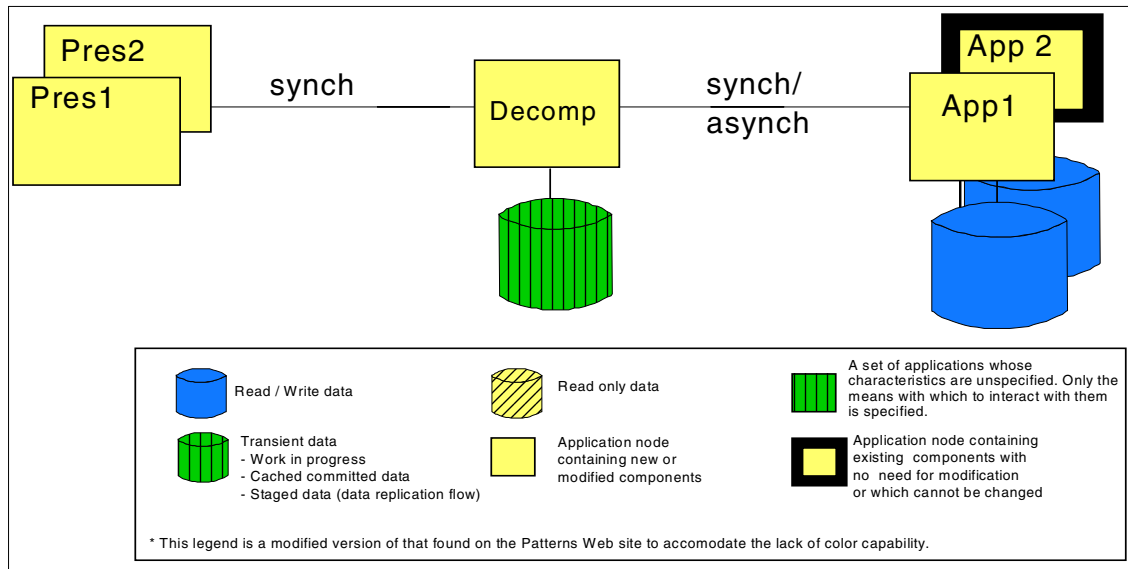 Pres2
Pres1
synch
Decomp
synch/
asynch
App 2
App1
Read / Write data
Read only data
A set of applications whose
characteristics are unspecified. Only the
means with which to interact with them
is specified.
Transient data
- Work in progress
- Cached committed data
- Staged data (data replication flow)
Application node
containing new or
modified components
Application node containing
existing components with
no need for modification
or which cannot be changed
* This legend is a modified version of that found on the Patterns Web site to accomodate the lack of color capability.